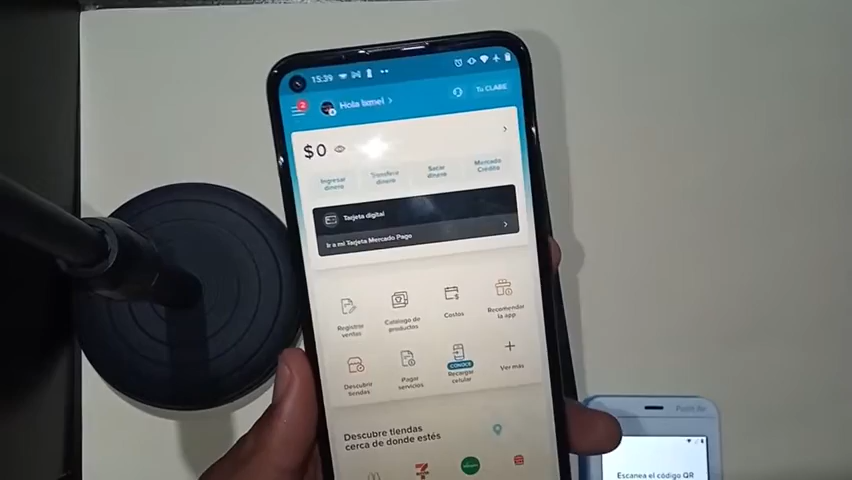 15:39
2
Hola Ixmel >
Tu CLABE
$0
Ingresar dinero
Transferir dinero
Sacar dinero
Mercado Crédito
Tarjeta digital
Ir a mi Tarjeta Mercado Pago
Registrar ventas
Catálogo de productos
Costos
Recomendar la app
Descubrir tiendas
Pagar servicios
CONOCE
Recargar celular
Ver más
Descubre tiendas
cerca de donde estés
Escanea el código QR